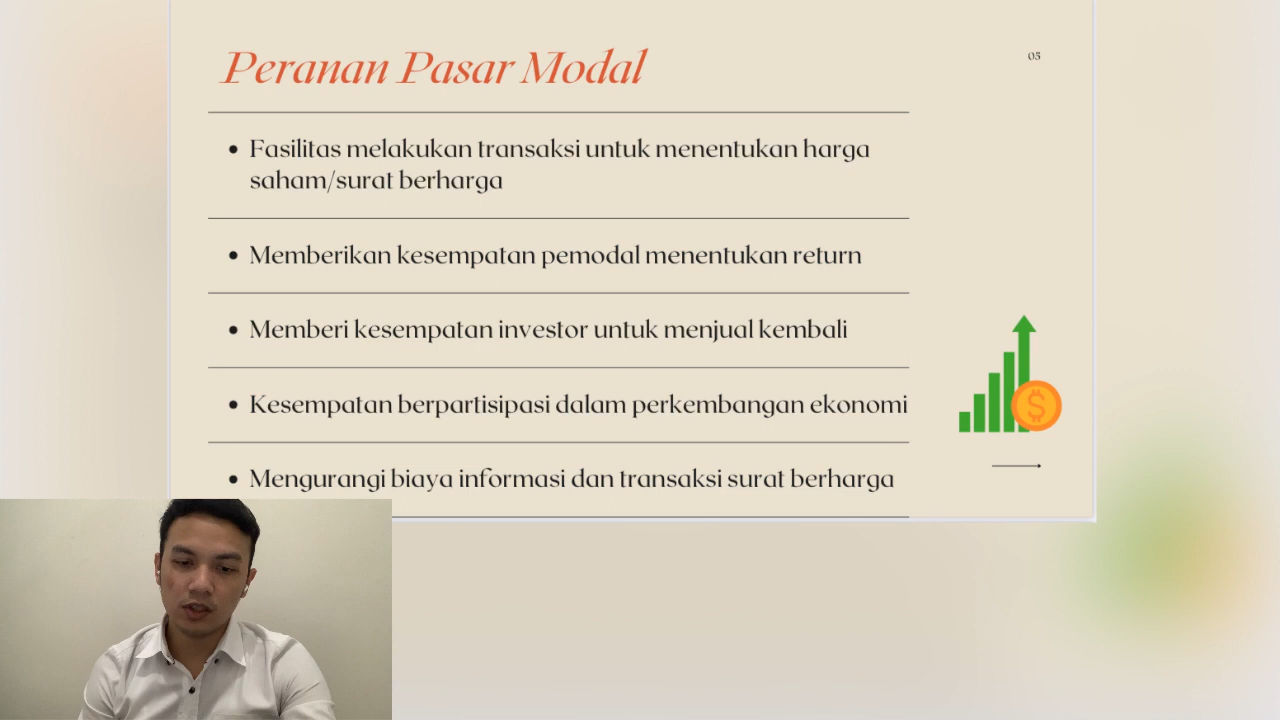 Peranan Pasar Modal
05
• Fasilitas melakukan transaksi untuk menentukan harga
saham/surat berharga
• Memberikan kesempatan pemodal menentukan return
• Memberi kesempatan investor untuk menjual kembali
• Kesempatan berpartisipasi dalam perkembangan ekonomi
• Mengurangi biaya informasi dan transaksi surat berharga
$